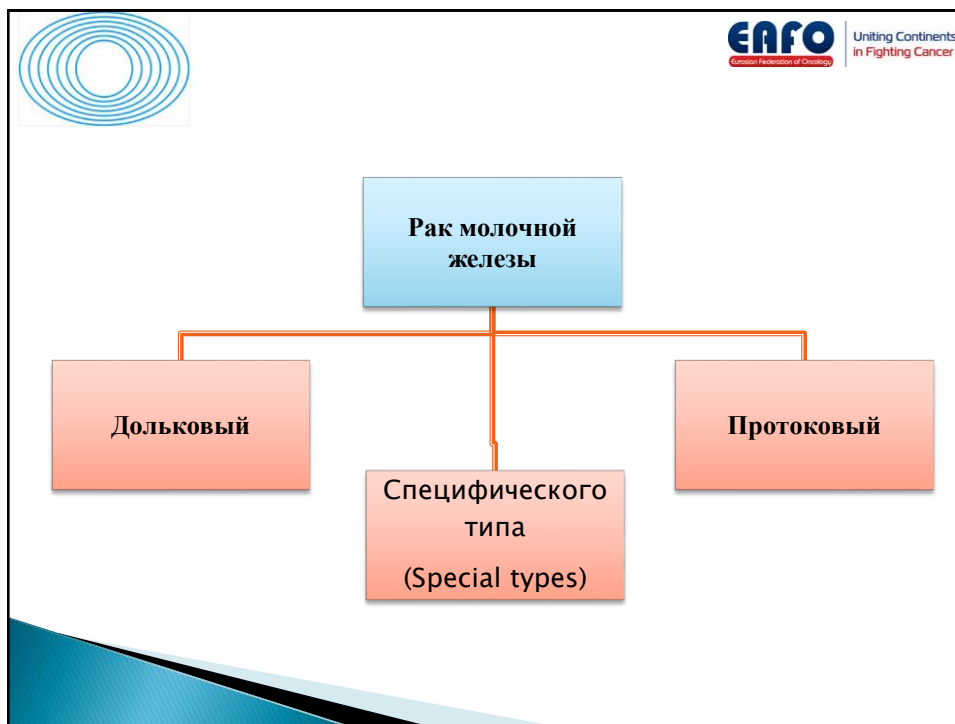 EAFO
Eurasian Federation of Oncology
Uniting Continents
in Fighting Cancer
Рак молочной
железы
Дольковый
Протоковый
Специфического
типа
(Special types)